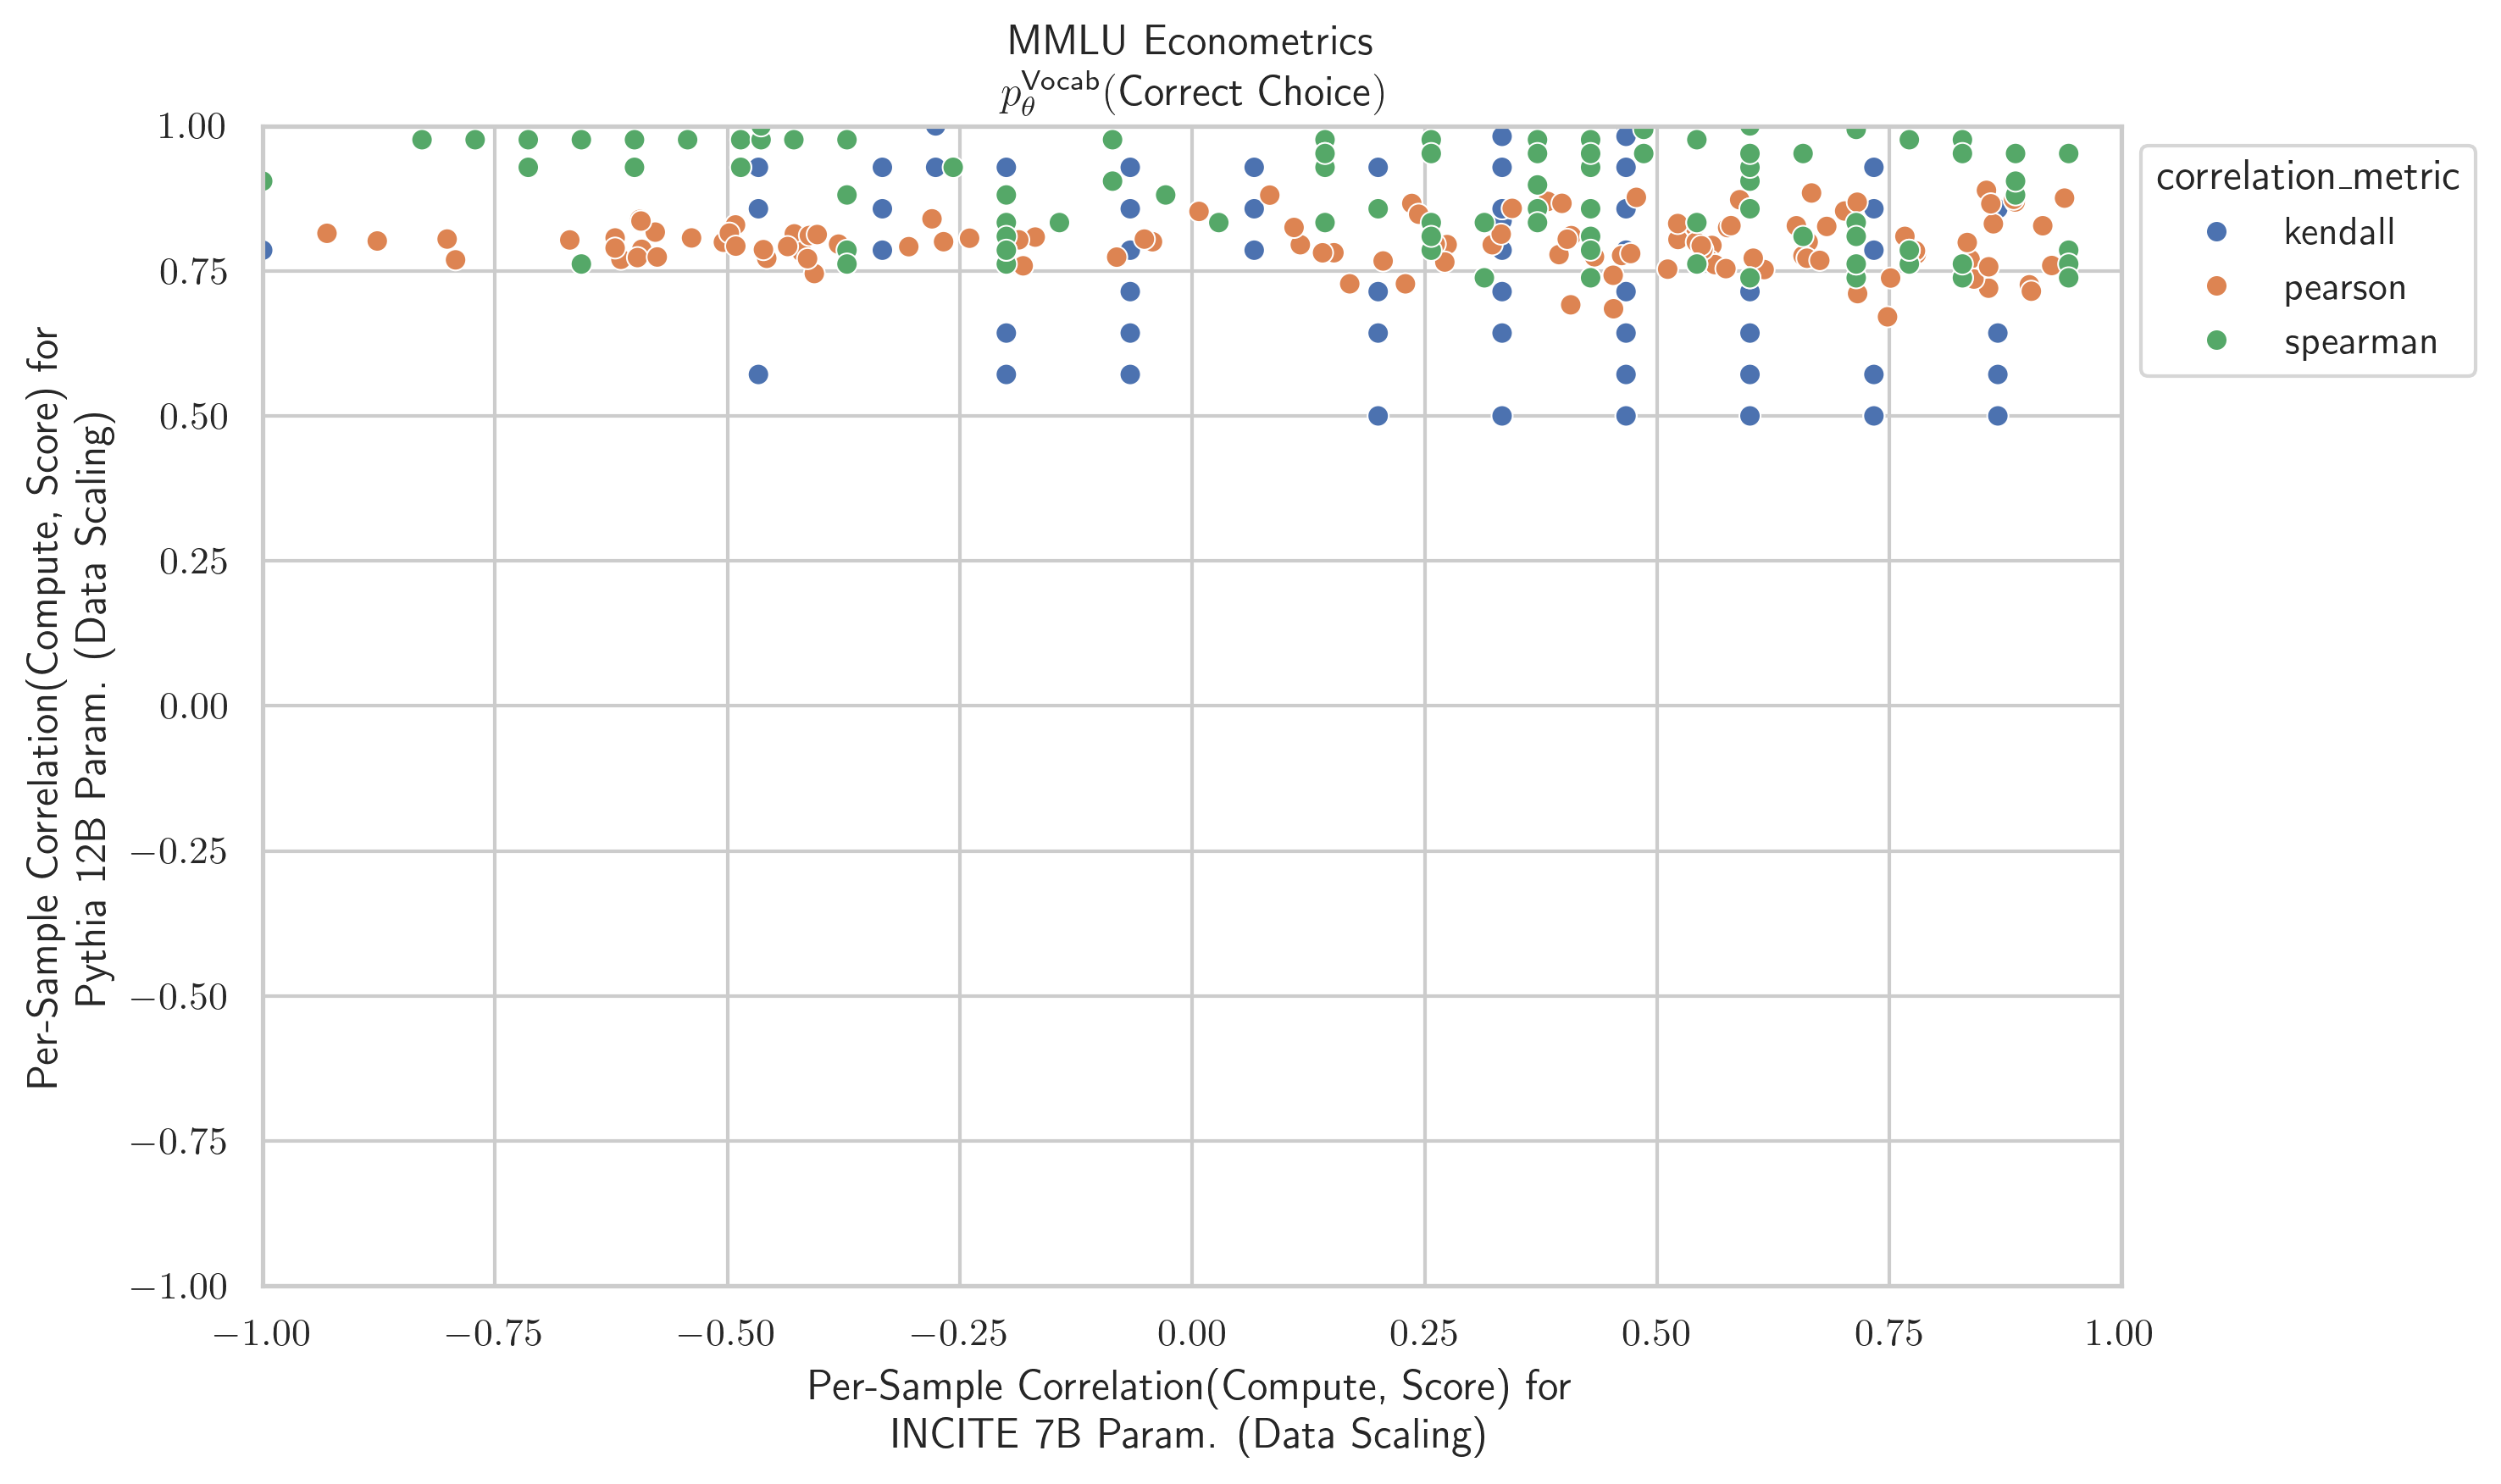 MMLU Econometrics
p_θ^Vocab(Correct Choice)
Per-Sample Correlation(Compute, Score) for
Pythia 12B Param. (Data Scaling)
1.00
0.75
0.50
0.25
0.00
−0.25
−0.50
−0.75
−1.00
−1.00 −0.75 −0.50 −0.25 0.00 0.25 0.50 0.75 1.00
Per-Sample Correlation(Compute, Score) for
INCITE 7B Param. (Data Scaling)
correlation_metric
kendall
pearson
spearman